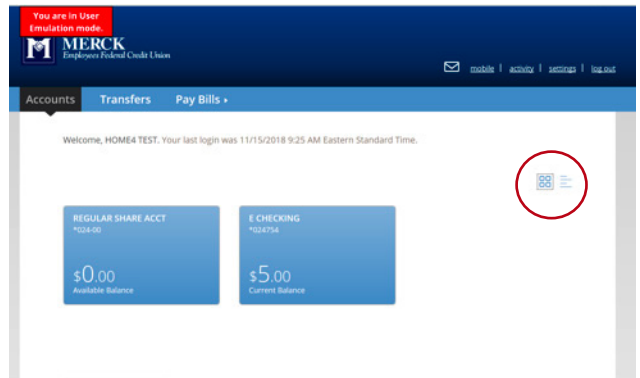 You are in User
Emulation mode.
MERCK
Employees Federal Credit Union
mobile | activity | settings | log out
Accounts Transfers Pay Bills
Welcome, HOME4 TEST. Your last login was 11/15/2018 9:25 AM Eastern Standard Time.
REGULAR SHARE ACCT
*024-00
$0.00
Available Balance
E CHECKING
*024754
$5.00
Current Balance